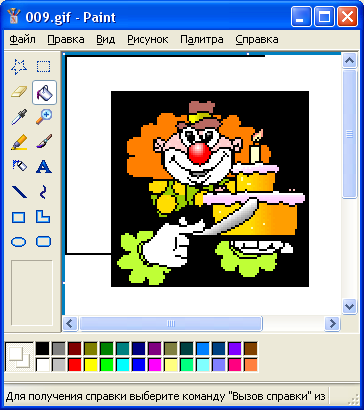 009.gif - Paint
Файл Правка Вид Рисунок Палитра Справка
A
Для получения справки выберите команду "Вызов справки" из